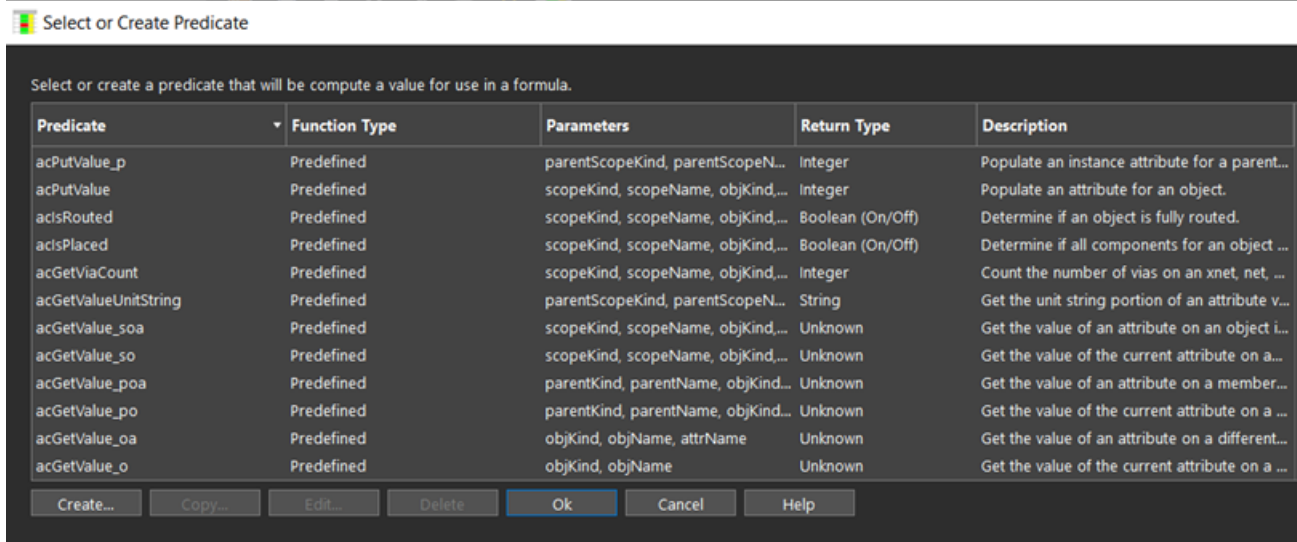 Select or Create Predicate
Select or create a predicate that will be compute a value for use in a formula.
Predicate Function Type Parameters Return Type Description
acPutValue_p Predefined parentScopeKind, parentScopeN... Integer Populate an instance attribute for a parent...
acPutValue Predefined scopeKind, scopeName, objKind,... Integer Populate an attribute for an object.
acIsRouted Predefined scopeKind, scopeName, objKind,... Boolean (On/Off) Determine if an object is fully routed.
acIsPlaced Predefined scopeKind, scopeName, objKind,... Boolean (On/Off) Determine if all components for an object ...
acGetViaCount Predefined scopeKind, scopeName, objKind,... Integer Count the number of vias on an xnet, net, ...
acGetValueUnitString Predefined parentScopeKind, parentScopeN... String Get the unit string portion of an attribute v...
acGetValue_soa Predefined scopeKind, scopeName, objKind,... Unknown Get the value of an attribute on an object i...
acGetValue_so Predefined scopeKind, scopeName, objKind,... Unknown Get the value of the current attribute on a...
acGetValue_poa Predefined parentKind, parentName, objKind... Unknown Get the value of an attribute on a member...
acGetValue_po Predefined parentKind, parentName, objKind... Unknown Get the value of the current attribute on a ...
acGetValue_oa Predefined objKind, objName, attrName Unknown Get the value of an attribute on a different...
acGetValue_o Predefined objKind, objName Unknown Get the value of the current attribute on a ...
Create... Copy... Edit... Delete Ok Cancel Help